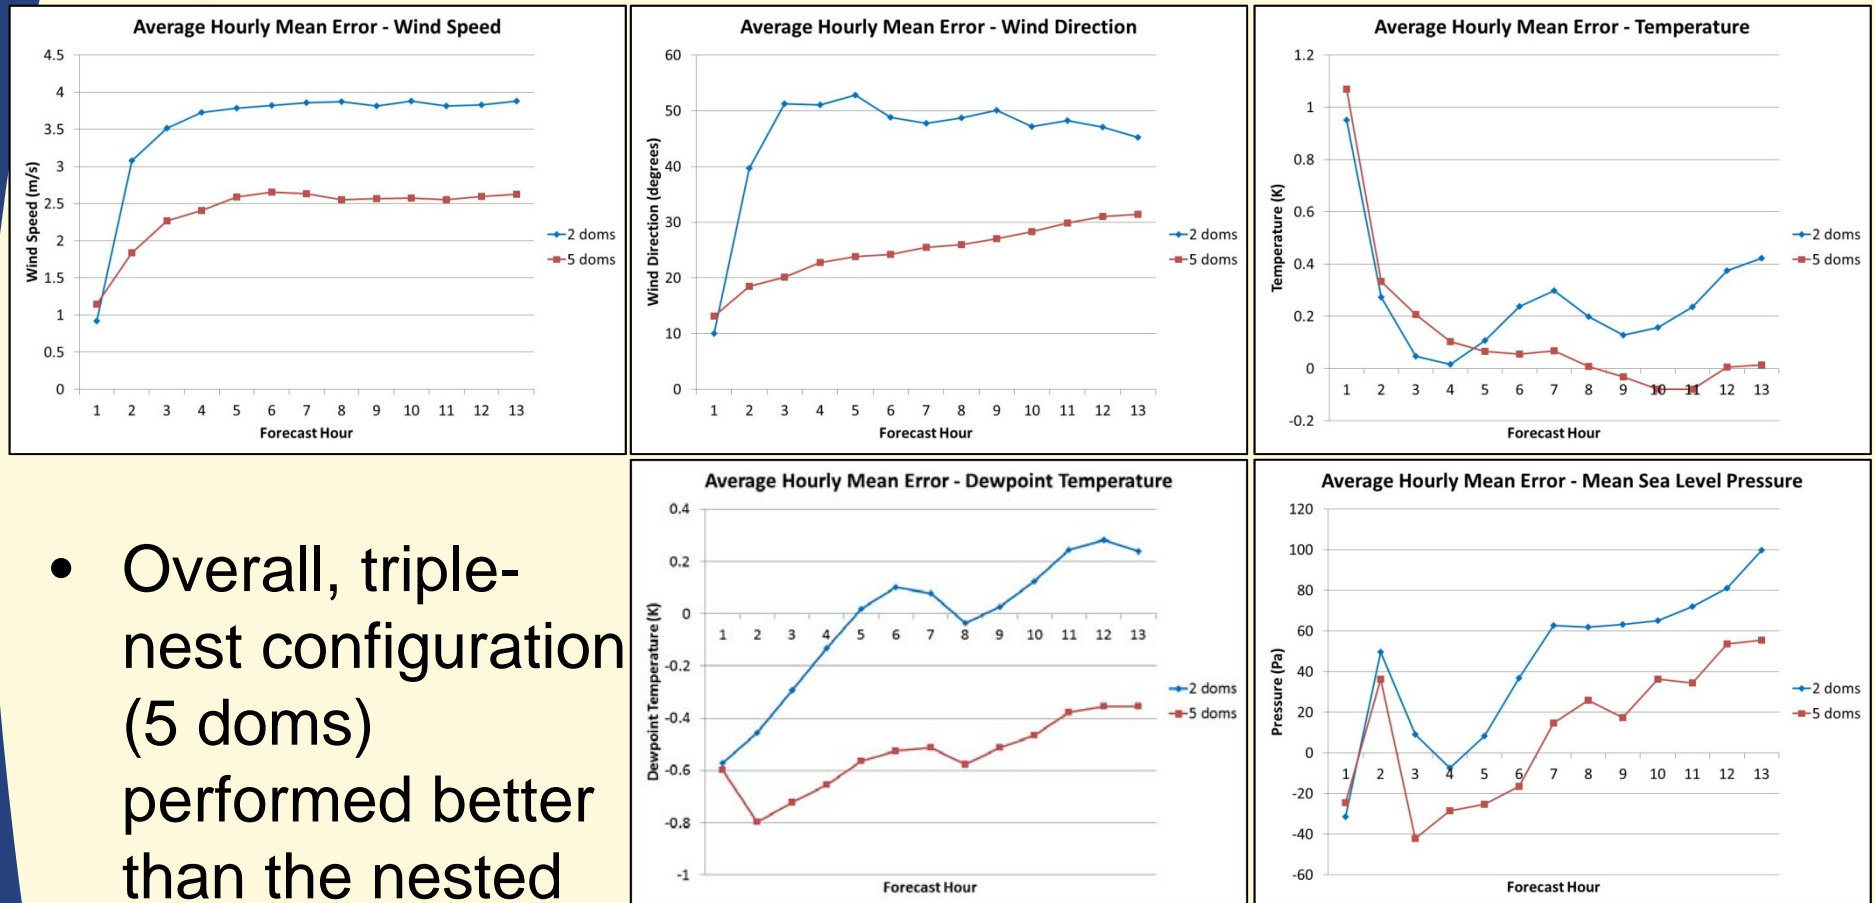 Average Hourly Mean Error - Wind Speed
4.5
4
3.5
3
2.5
2
1.5
1
0.5
0
Wind Speed (m/s)
1 2 3 4 5 6 7 8 9 10 11 12 13
Forecast Hour
2 doms
5 doms
Average Hourly Mean Error - Wind Direction
60
50
40
30
20
10
0
Wind Direction (degrees)
1 2 3 4 5 6 7 8 9 10 11 12 13
Forecast Hour
2 doms
5 doms
Average Hourly Mean Error - Temperature
1.2
1
0.8
0.6
0.4
0.2
0
-0.2
Temperature (K)
1 2 3 4 5 6 7 8 9 10 11 12 13
Forecast Hour
2 doms
5 doms
• Overall, triple-
nest configuration
(5 doms)
performed better
than the nested
Average Hourly Mean Error - Dewpoint Temperature
0.4
0.2
0
-0.2
-0.4
-0.6
-0.8
-1
Dewpoint Temperature (K)
1 2 3 4 5 6 7 8 9 10 11 12 13
Forecast Hour
2 doms
5 doms
Average Hourly Mean Error - Mean Sea Level Pressure
120
100
80
60
40
20
0
-20
-40
-60
Pressure (Pa)
1 2 3 4 5 6 7 8 9 10 11 12 13
Forecast Hour
2 doms
5 doms